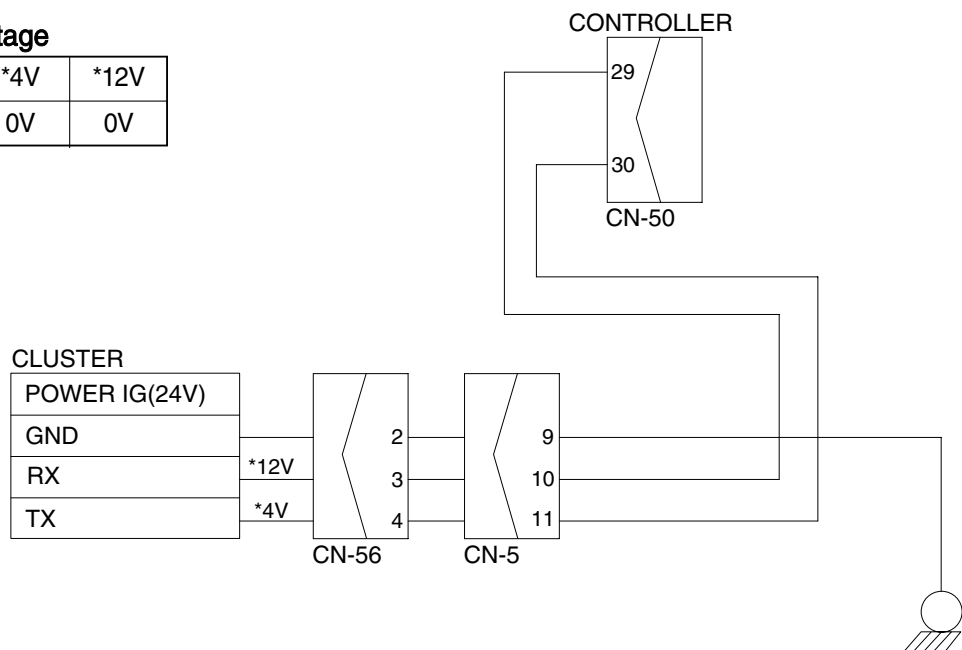 CONTROLLER
*4V *12V
0V 0V
29
30
CN-50
CLUSTER
POWER IG(24V)
GND 2 9
RX *12V 3 10
TX *4V 4 11
CN-56 CN-5